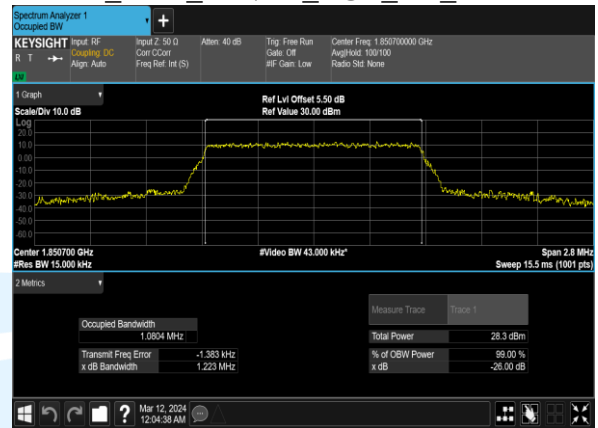 Spectrum Analyzer 1
Occupied BW
+
KEYSIGHT
R T
LV
Input: RF
Coupling: DC
Align: Auto
Input Z: 50 Ω
Corr CCorr
Freq Ref: Int (S)
Atten: 40 dB
Trig: Free Run
Gate: Off
#IF Gain: Low
Center Freq: 1.850700000 GHz
Avg|Hold: 100/100
Radio Std: None
1 Graph
Scale/Div 10.0 dB
Ref Lvl Offset 5.50 dB
Ref Value 30.00 dBm
Log
20.0
10.0
0.00
-10.0
-20.0
-30.0
-40.0
-50.0
-60.0
Center 1.850700 GHz
#Res BW 15.000 kHz
#Video BW 43.000 kHz*
Span 2.8 MHz
Sweep 15.5 ms (1001 pts)
2 Metrics
Measure Trace Trace 1
Occupied Bandwidth
1.0804 MHz
Total Power 28.3 dBm
Transmit Freq Error -1.383 kHz
% of OBW Power 99.00 %
x dB Bandwidth 1.223 MHz
x dB -26.00 dB
?
Mar 12, 2024
12:04:38 AM